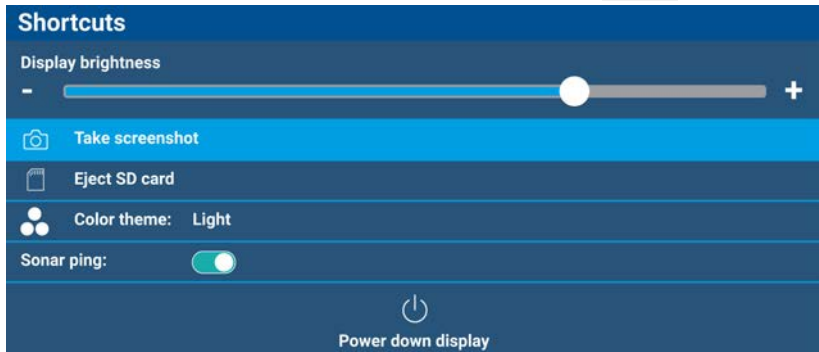 Shortcuts
Display brightness
- +
Take screenshot
Eject SD card
Color theme: Light
Sonar ping:
Power down display